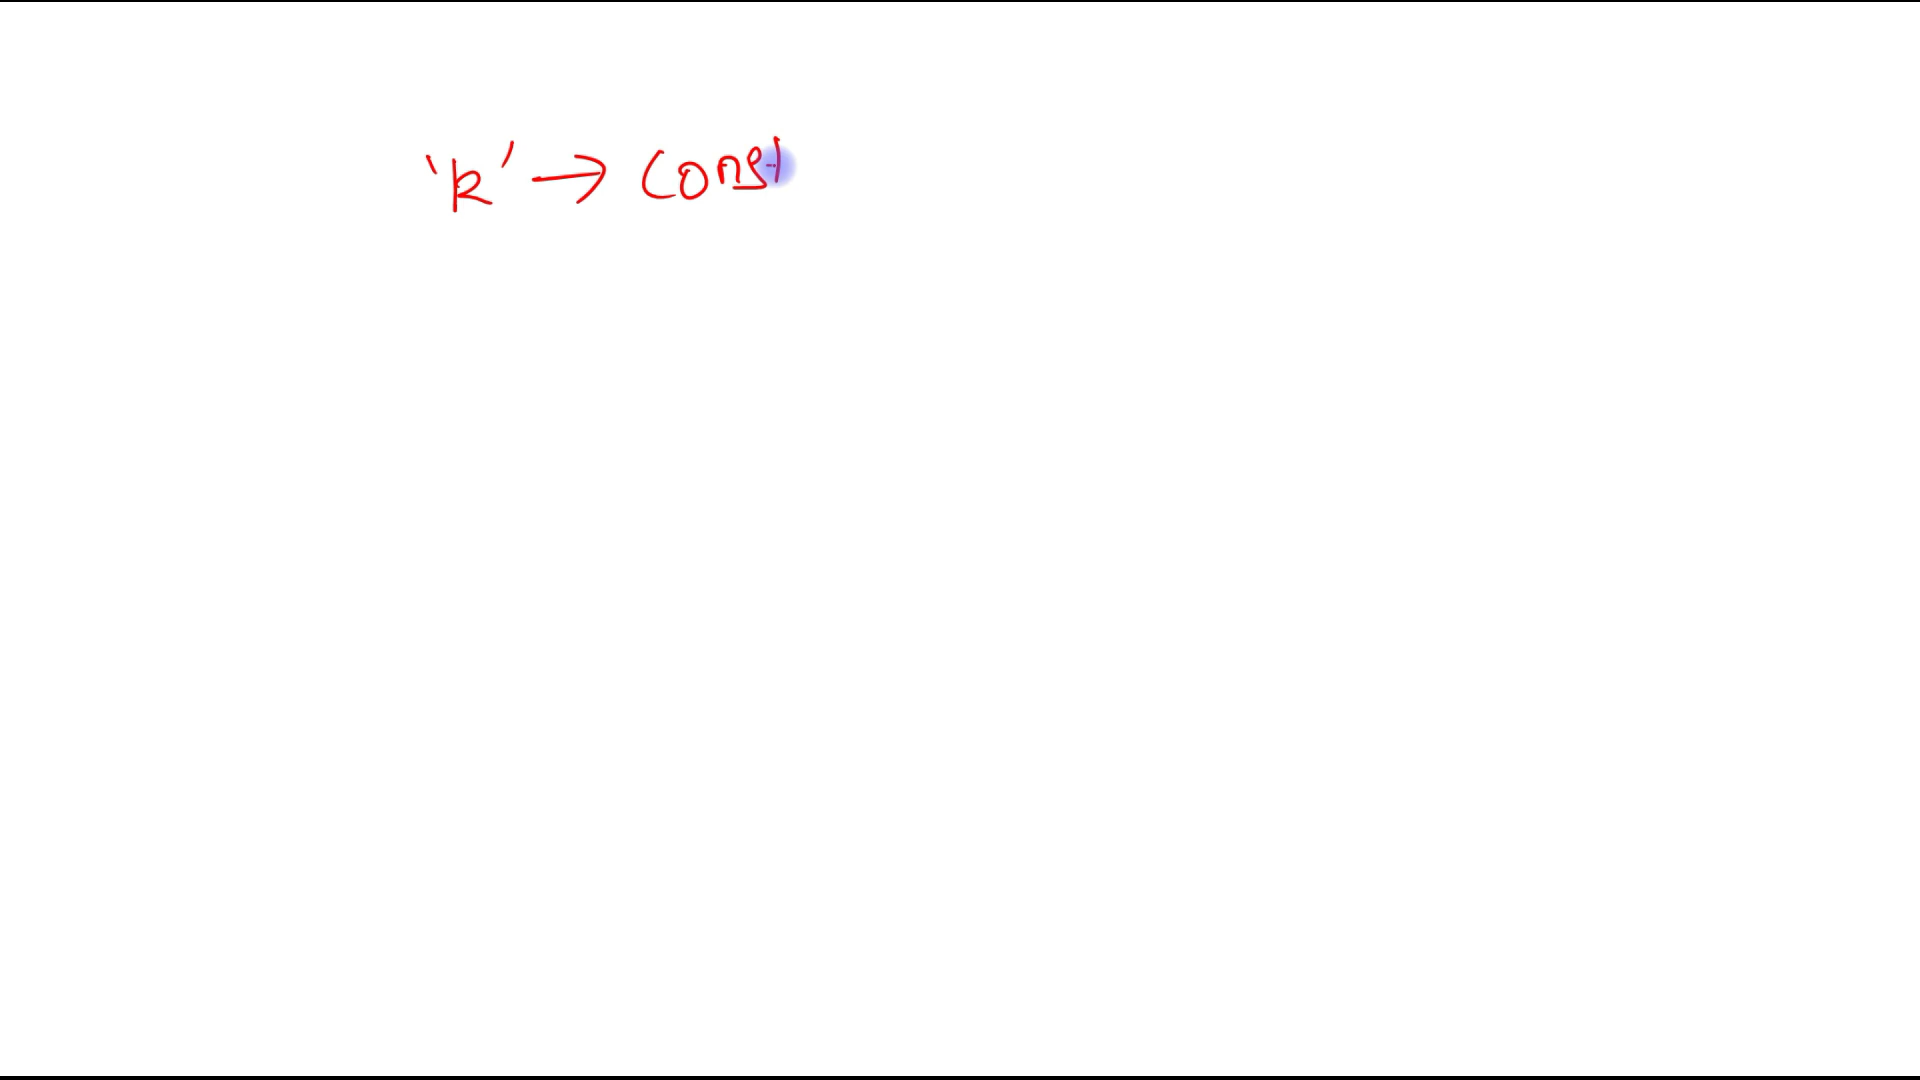 'k' → const